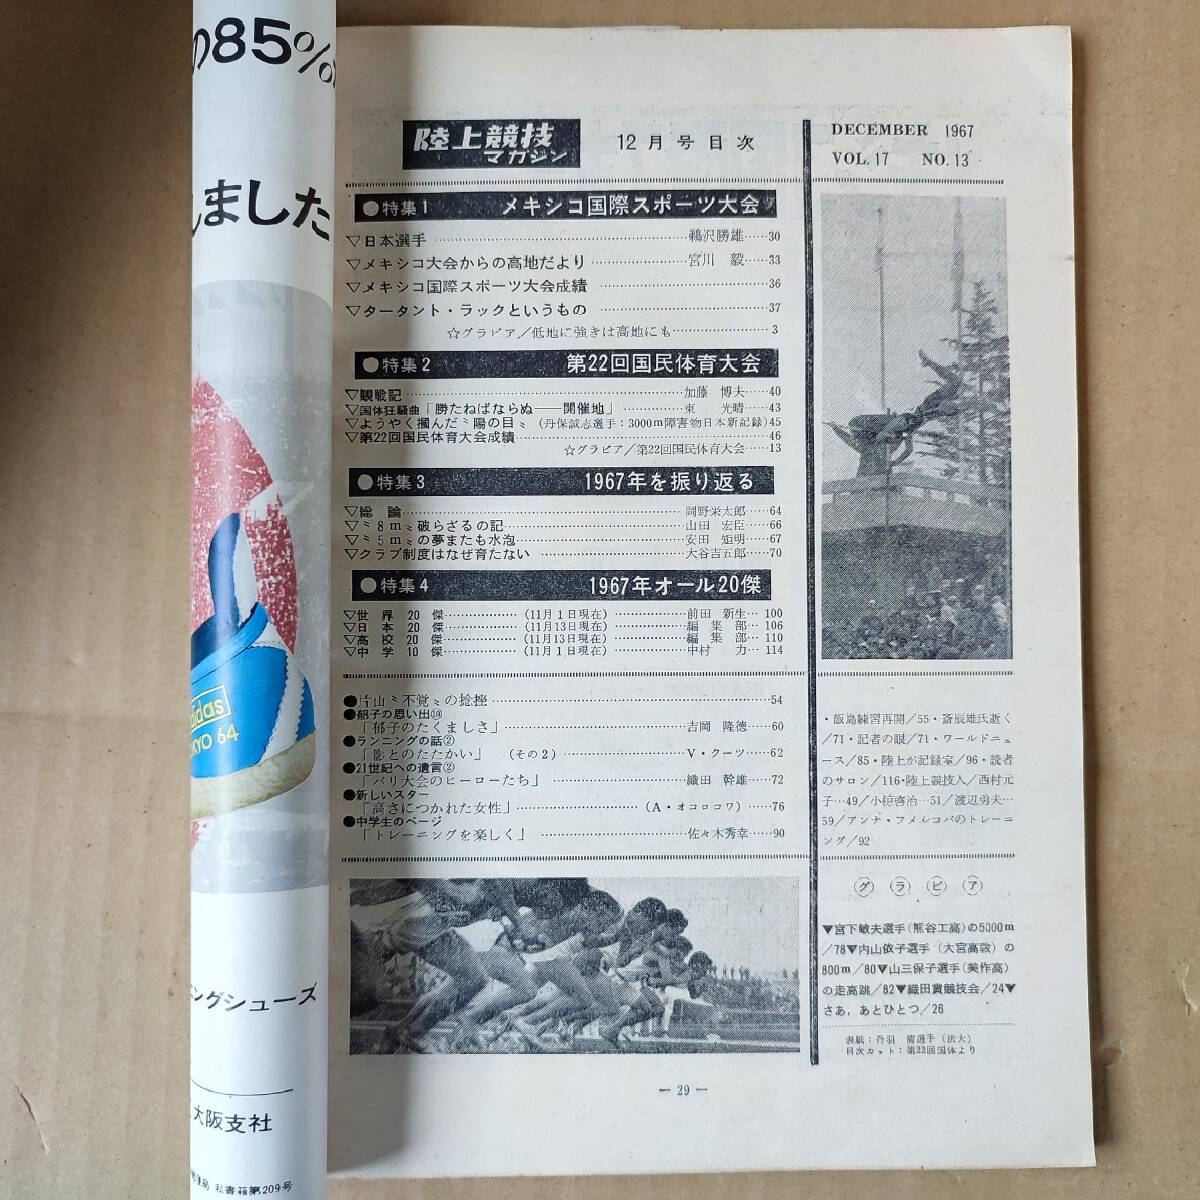 の85%
しました
adidas
TOKYO 64
ングシューズ
大阪支社
私書箱第209号
陸上競技
マガジン
12月号目次
DECEMBER 1967
VOL. 17 NO. 13
●特集1 メキシコ国際スポーツ大会
▽日本選手……鵜沢勝雄……30
▽メキシコ大会からの高地だより……宮川 毅……33
▽メキシコ国際スポーツ大会成績……36
▽タータント・ラックというもの……37
☆グラビア／低地に強きは高地にも……3
●特集2 第22回国民体育大会
▽観戦記……加藤 博夫……40
▽国体狂騒曲「勝たねばならぬ——開催地」……東 光晴……43
▽ようやく掴んだ〝陽の目〟（丹保誠志選手：3000m障害物日本新記録）45
▽第22回国民体育大会成績……46
☆グラビア／第22回国民体育大会……13
●特集3 1967年を振り返る
▽総論……岡野栄太郎……64
▽〝8m〟破らざるの記……山田 宏臣……66
▽〝5m〟の夢またも水泡……安田 矩明……67
▽クラブ制度はなぜ育たない……大谷吉五郎……70
●特集4 1967年オール20傑
▽世界20傑……（11月1日現在）……前田 新生…100
▽日本20傑……（11月13日現在）……編集部…106
▽高校20傑……（11月13日現在）……編集部…110
▽中学10傑……（11月1日現在）……中村 力…114
●片山〝不覚〟の捻挫……54
●郁子の思い出⑩
「郁子のたくましさ」……吉岡 隆徳……60
●ランニングの話②
「影とのたたかい」（その2）……V・クーツ……62
●21世紀への遺言②
「パリ大会のヒーローたち」……織田 幹雄……72
●新しいスター
「高さにつかれた女性」……（A・オコロコワ）……76
●中学生のページ
「トレーニングを楽しく」……佐々木秀幸……90
・飯島練習再開／55・斎辰雄氏逝く
／71・記者の眼／71・ワールドニュ
ース／85・陸上が記録室／96・読者
のサロン／116・陸上競技人／西村元
子…49／小椋啓治…51／渡辺勇夫…
59／アンナ・フメルコバのトレーニ
ング／92
グラビア
▼宮下敏夫選手（熊谷工高）の5000m
／78▼内山依子選手（大宮高敦）の
800m／80▼山三保子選手（美作高）
の走高跳／82▼織田賞競技会／24▼
さあ，あとひとつ／26
表紙：丹羽 清選手（法大）
目次カット：第22回国体より
— 29 —